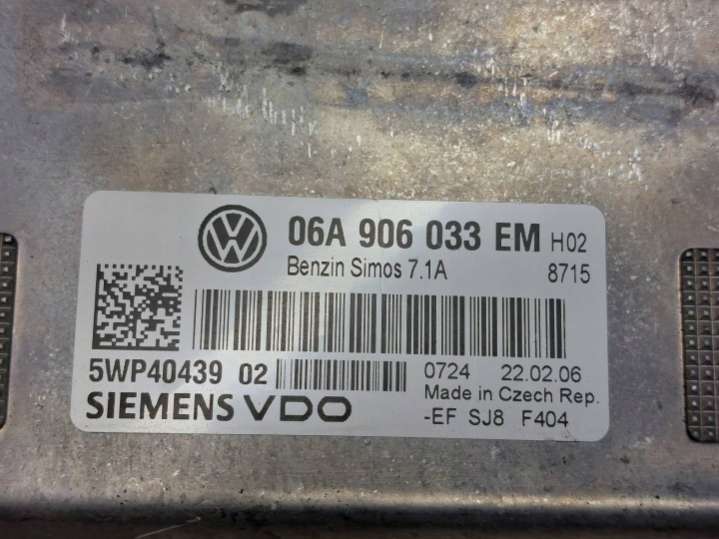 06A 906 033 EM H02
Benzin Simos 7.1A 8715
5WP40439 02 0724 22.02.06
Made in Czech Rep.
SIEMENS VDO -EF SJ8 F404